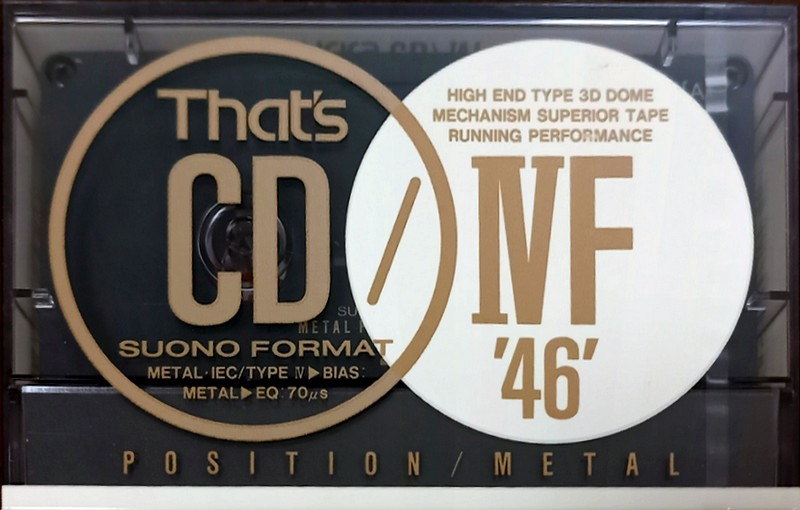 That's
CD/IVF
'46'
HIGH END TYPE 3D DOME
MECHANISM SUPERIOR TAPE
RUNNING PERFORMANCE
SUONO FORMAT
METAL·IEC/TYPE IV▶BIAS:
METAL▶EQ:70μs
POSITION/METAL